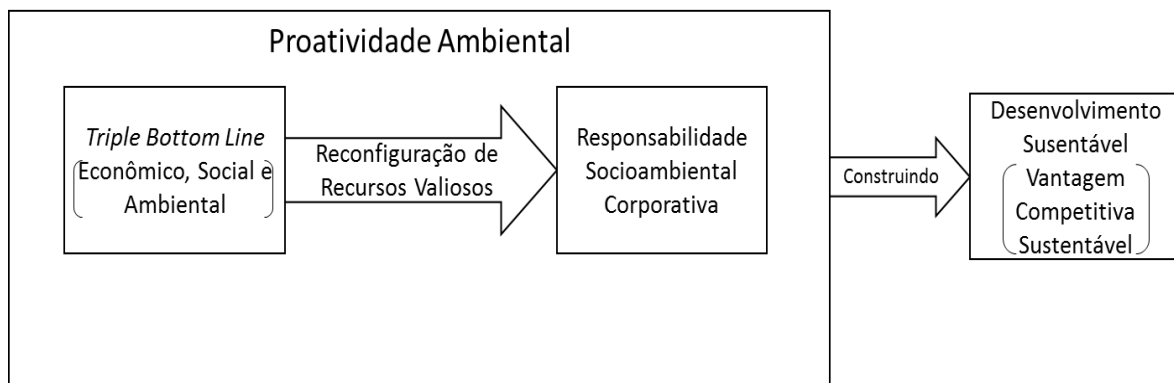 Proatividade Ambiental
Triple Bottom Line
Econômico, Social e
Ambiental
Reconfiguração de
Recursos Valiosos
Responsabilidade
Socioambiental
Corporativa
Construindo
Desenvolvimento
Susentável
Vantagem
Competitiva
Sustentável